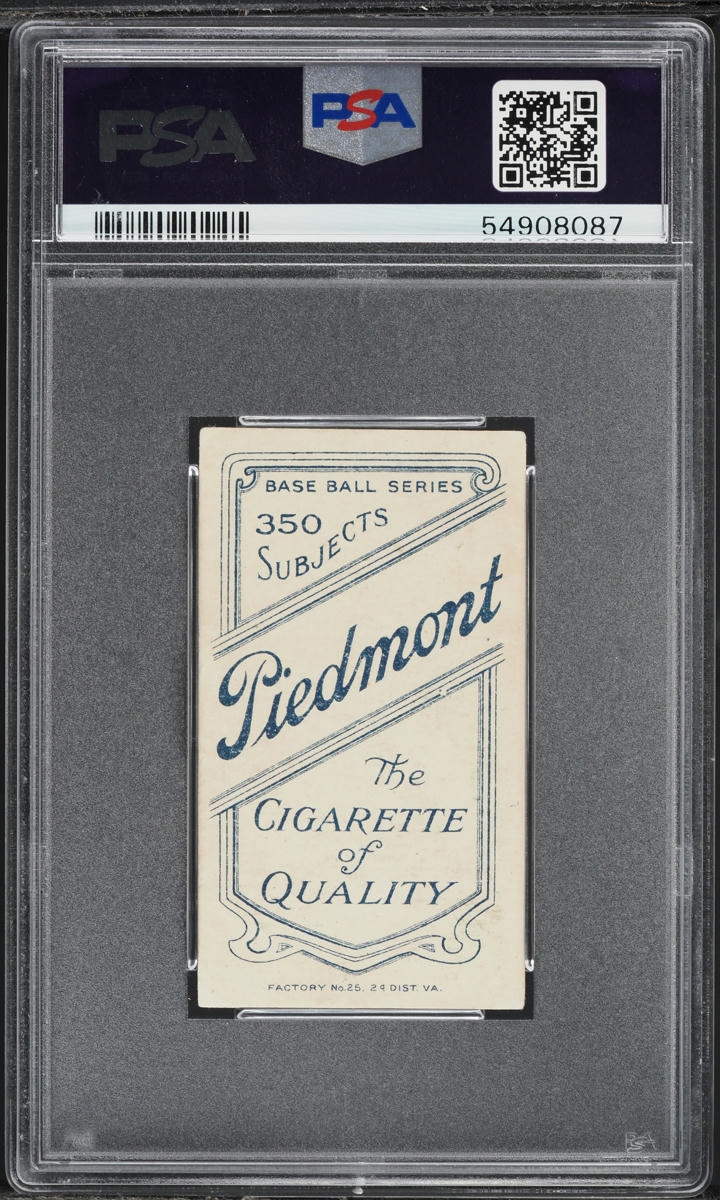 PSA
PSA
54908087
BASE BALL SERIES
350
SUBJECTS
Piedmont
The
CIGARETTE
of
QUALITY
FACTORY No. 25, 2d DIST. VA.
PSA